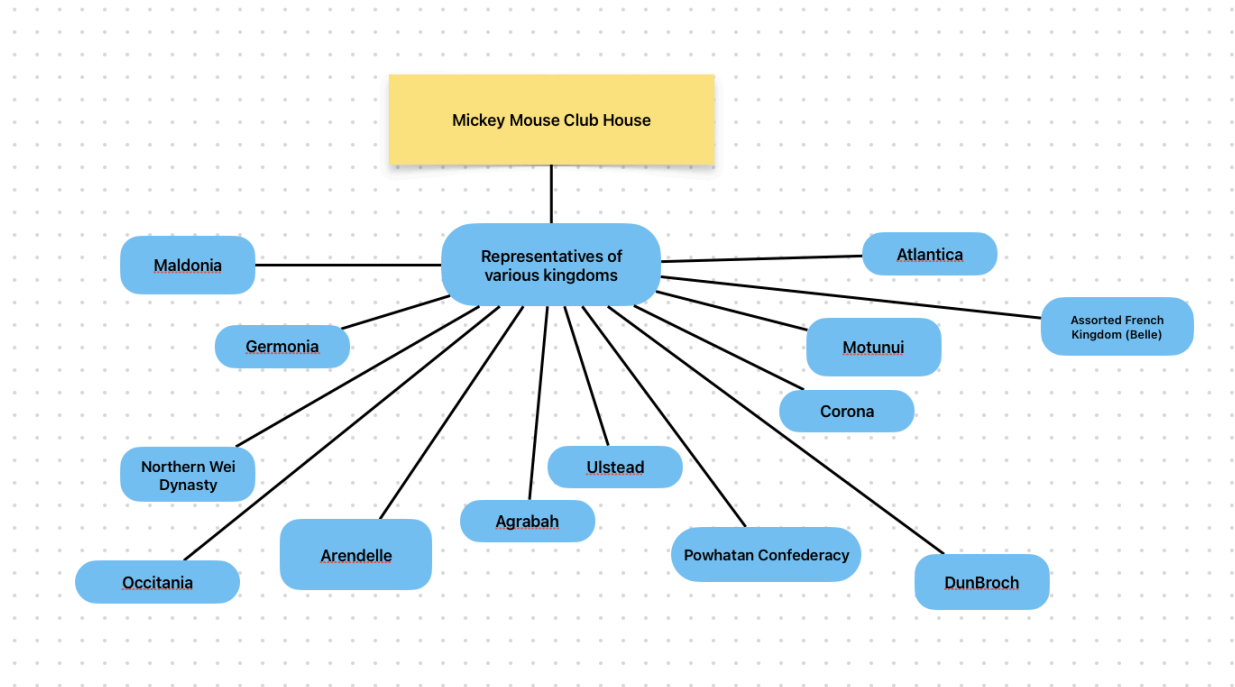 Mickey Mouse Club House
Representatives of
various kingdoms
Maldonia
Atlantica
Assorted French
Kingdom (Belle)
Germonia
Motunui
Corona
Northern Wei
Dynasty
Ulstead
Agrabah
Arendelle
Powhatan Confederacy
Occitania
DunBroch